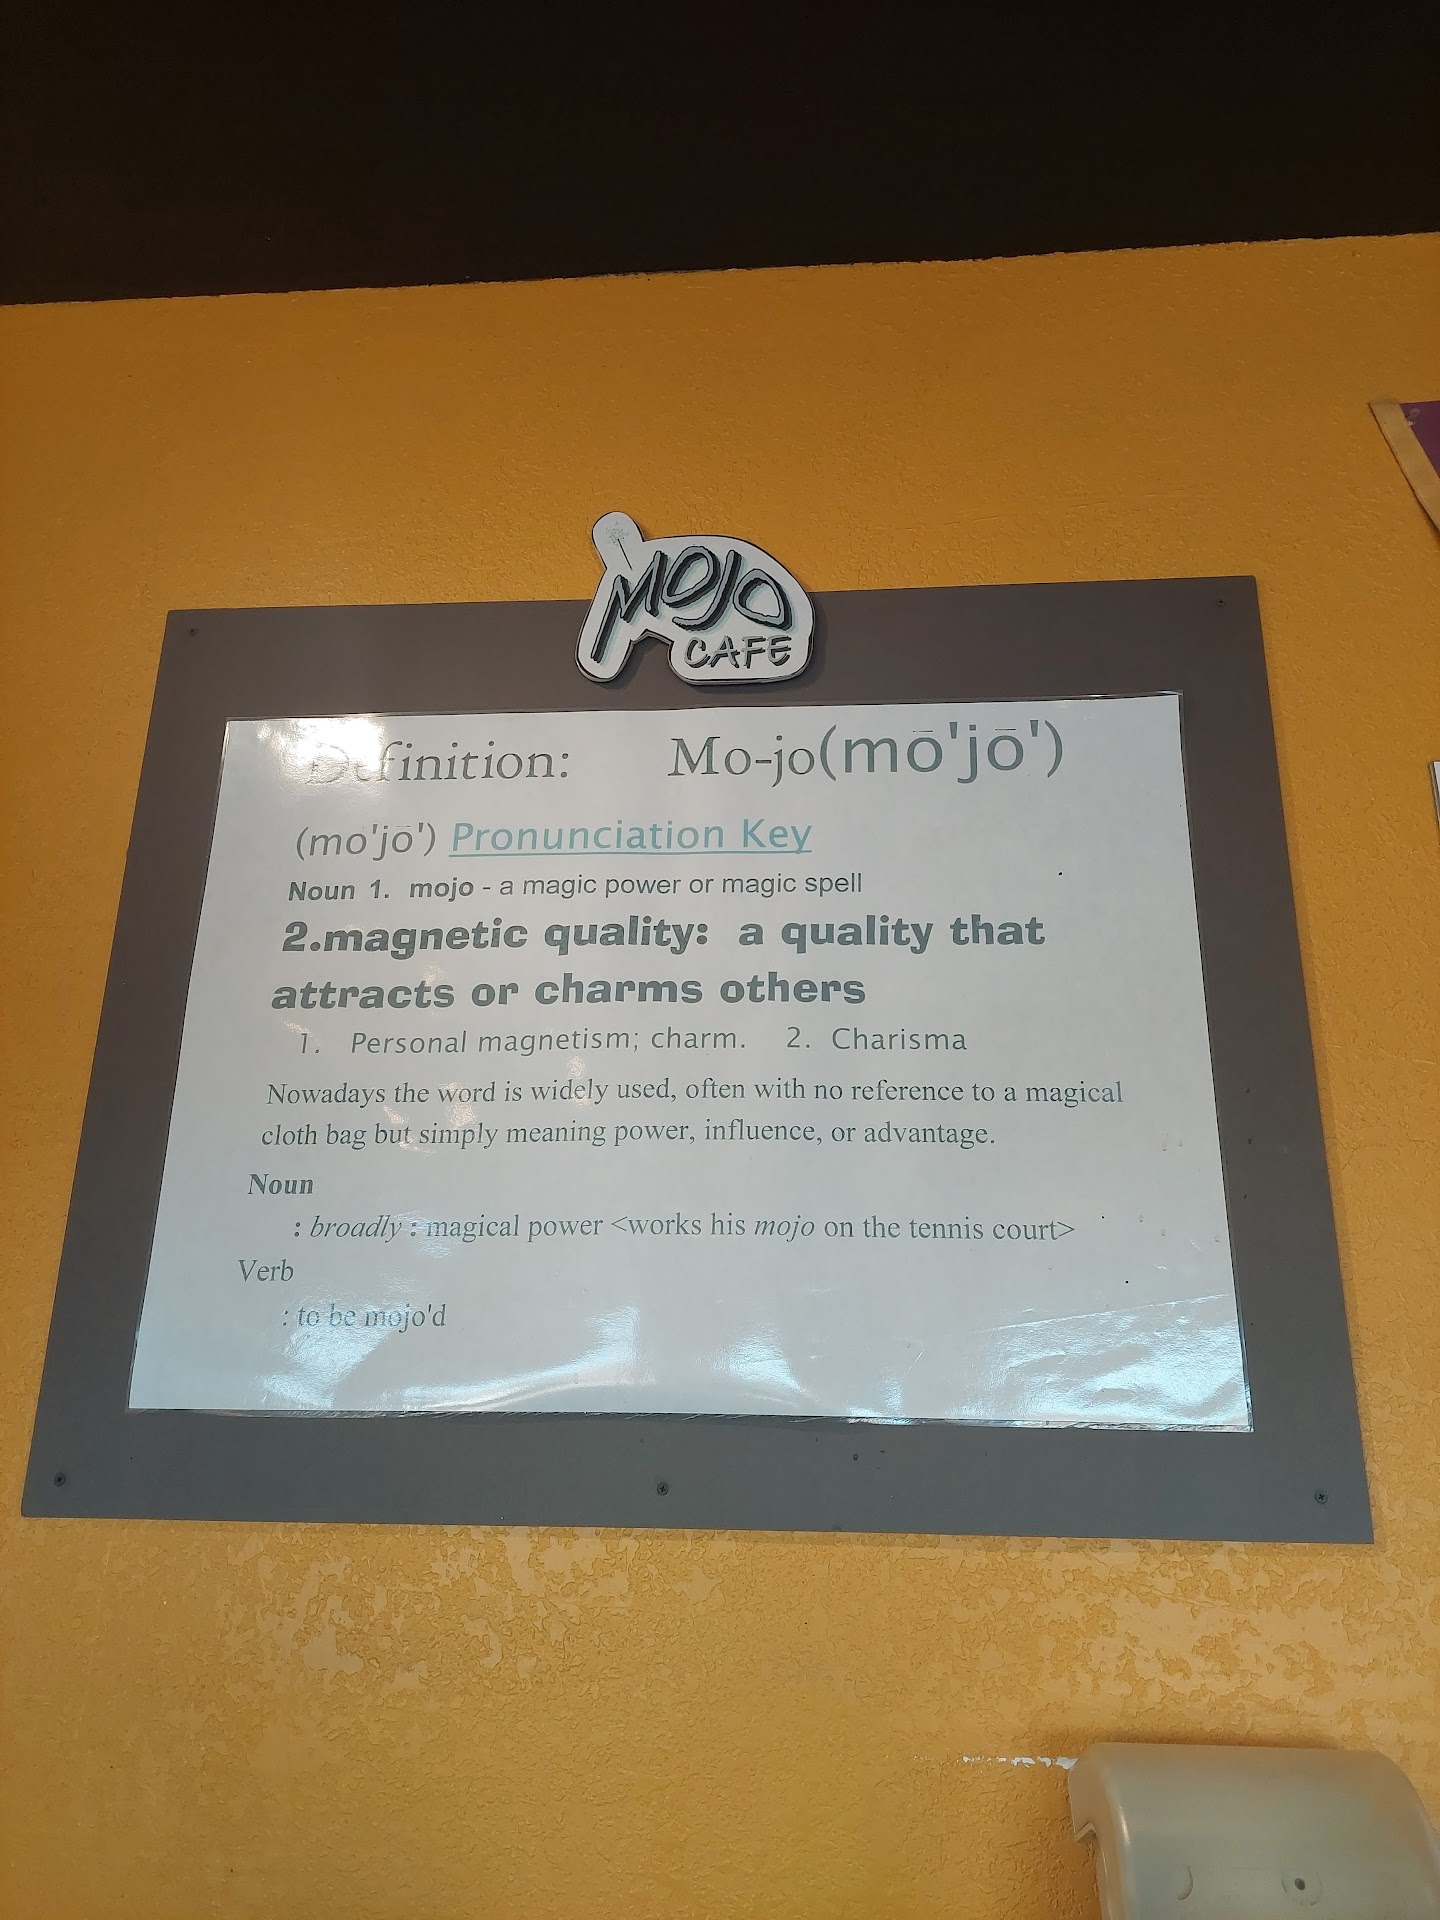 MOJO
CAFE
Definition: Mo-jo(mō'jō')
(mo'jō') Pronunciation Key
Noun 1. mojo - a magic power or magic spell
2.magnetic quality: a quality that
attracts or charms others
1. Personal magnetism; charm. 2. Charisma
Nowadays the word is widely used, often with no reference to a magical
cloth bag but simply meaning power, influence, or advantage.
Noun
: broadly : magical power <works his mojo on the tennis court>
Verb
: to be mojo'd